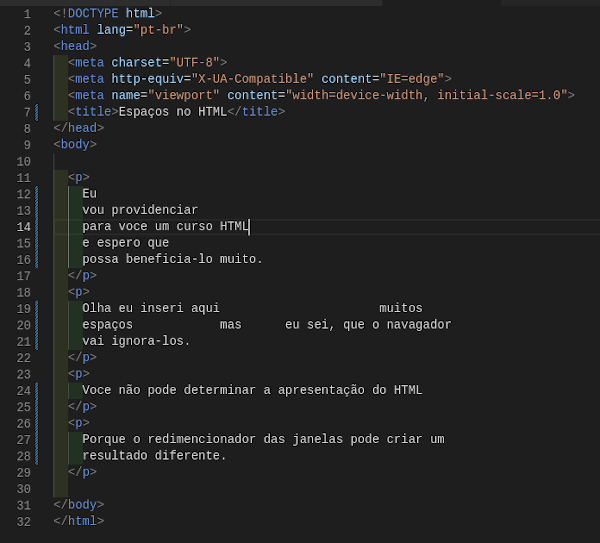 1 <!DOCTYPE html>
2 <html lang="pt-br">
3 <head>
4 <meta charset="UTF-8">
5 <meta http-equiv="X-UA-Compatible" content="IE=edge">
6 <meta name="viewport" content="width=device-width, initial-scale=1.0">
7 <title>Espaços no HTML</title>
8 </head>
9 <body>
10
11 <p>
12 Eu
13 vou providenciar
14 para voce um curso HTML
15 e espero que
16 possa beneficia-lo muito.
17 </p>
18 <p>
19 Olha eu inseri aqui                      muitos
20 espaços            mas      eu sei, que o navagador
21 vai ignora-los.
22 </p>
23 <p>
24 Voce não pode determinar a apresentação do HTML
25 </p>
26 <p>
27 Porque o redimencionador das janelas pode criar um
28 resultado diferente.
29 </p>
30
31 </body>
32 </html>